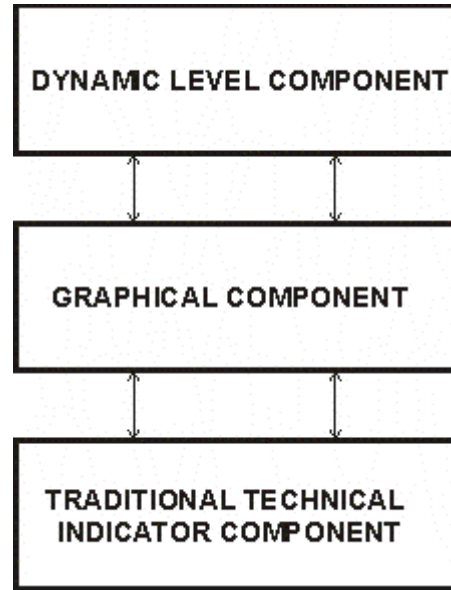 DYNAMIC LEVEL COMPONENT
GRAPHICAL COMPONENT
TRADITIONAL TECHNICAL
INDICATOR COMPONENT